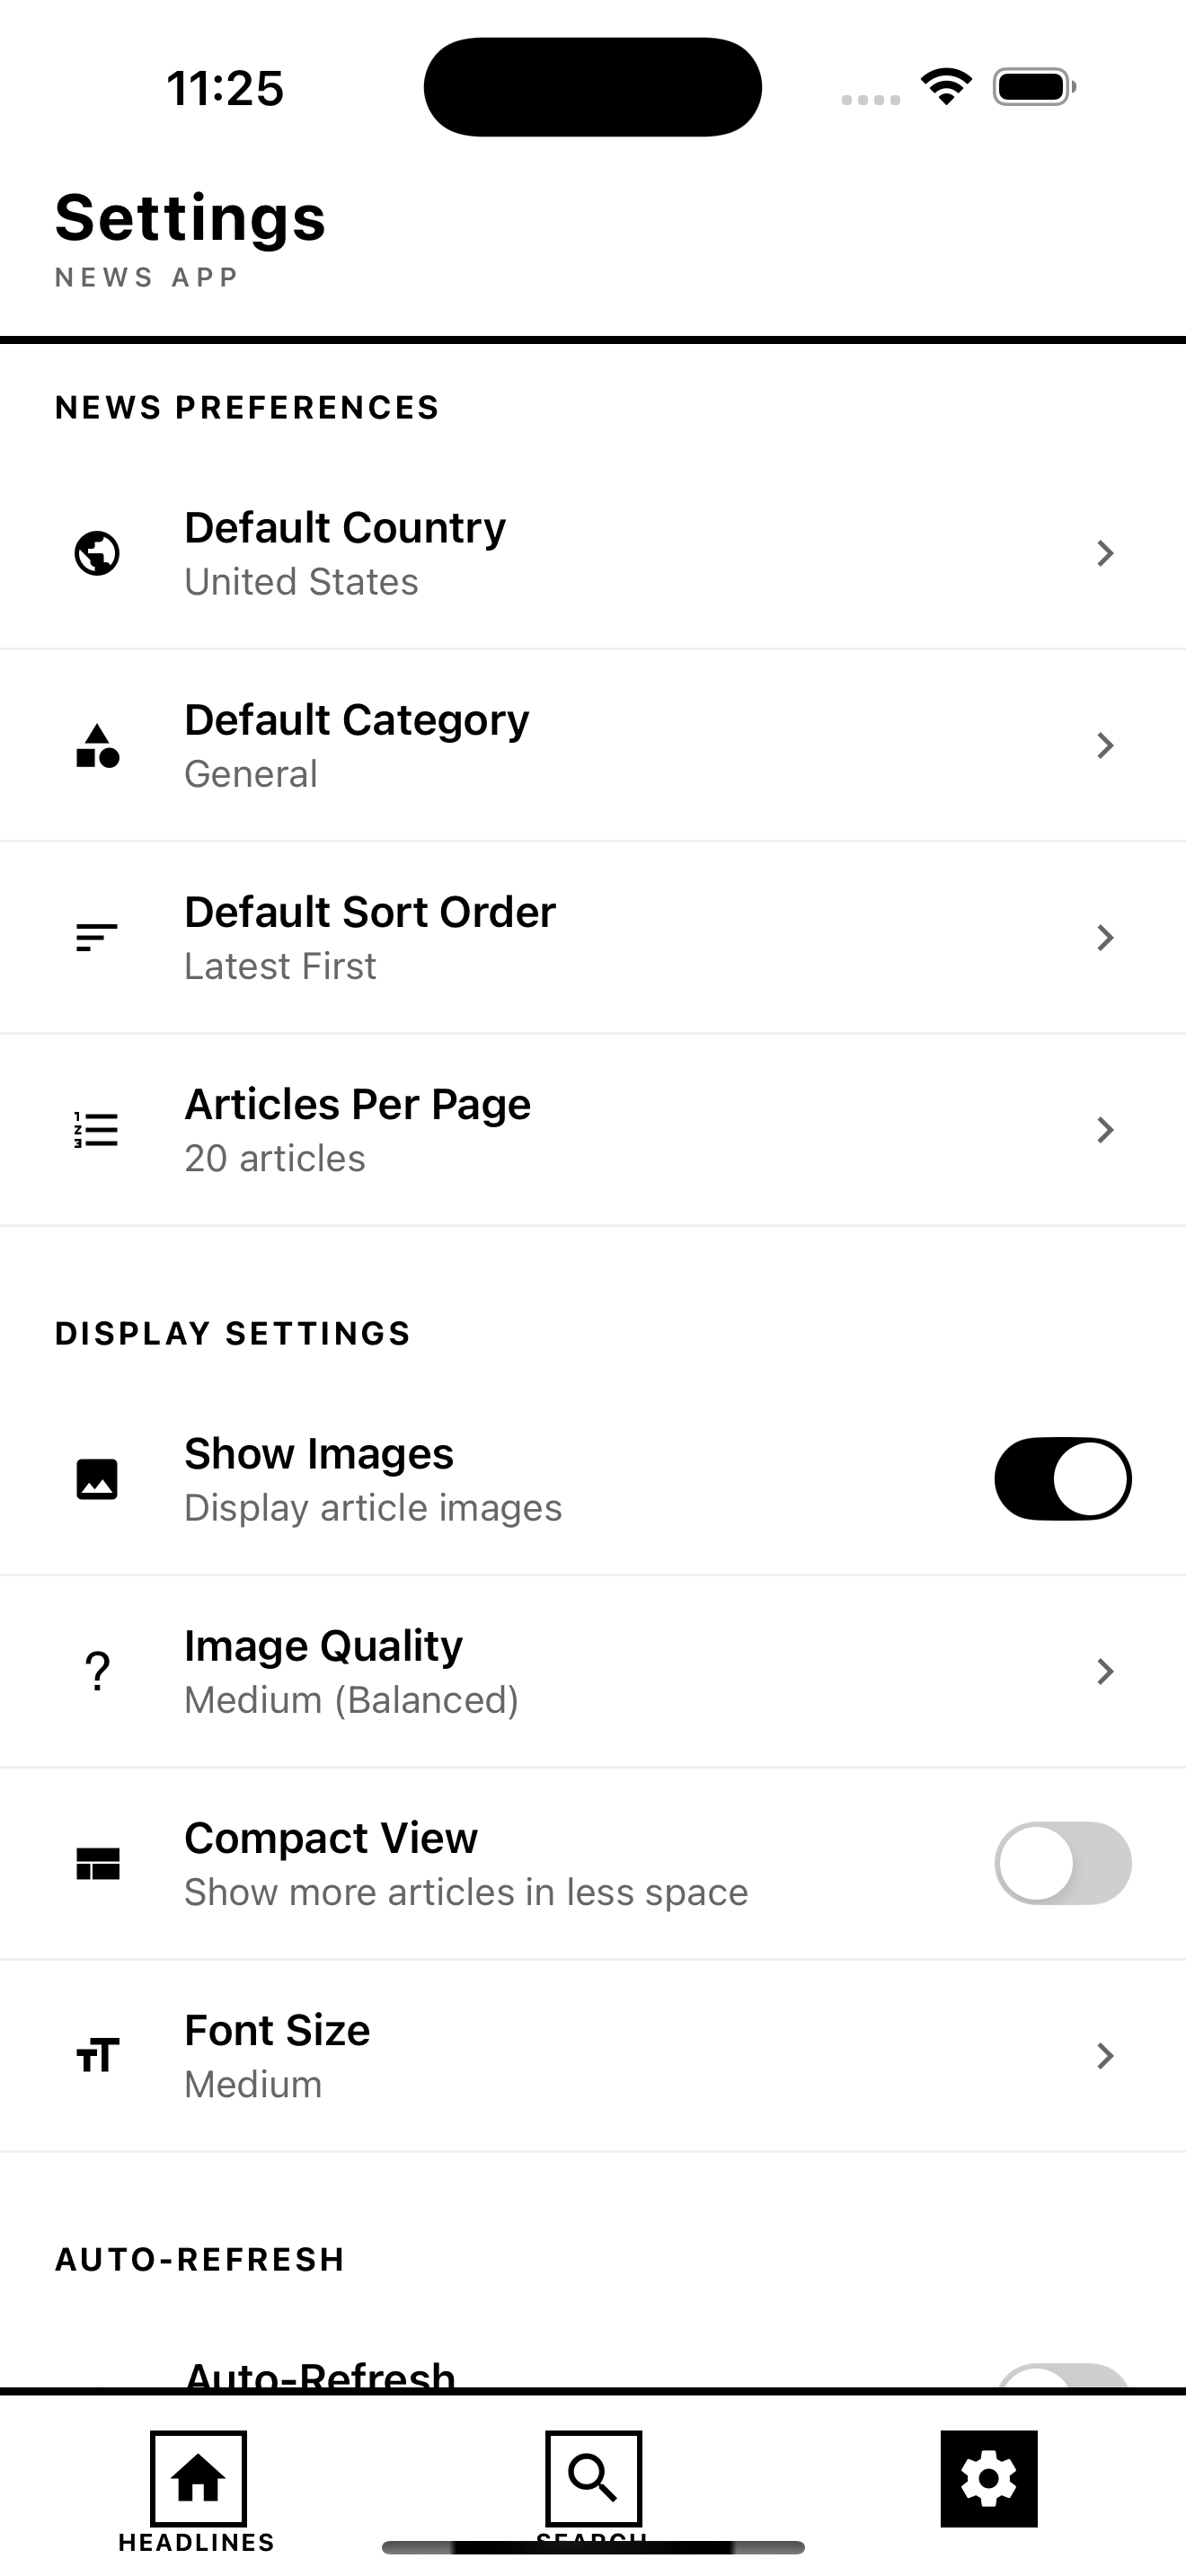 11:25
Settings
NEWS APP
NEWS PREFERENCES
Default Country
United States
Default Category
General
Default Sort Order
Latest First
Articles Per Page
20 articles
DISPLAY SETTINGS
Show Images
Display article images
?
Image Quality
Medium (Balanced)
Compact View
Show more articles in less space
Font Size
Medium
AUTO-REFRESH
Auto-Refresh
HEADLINES
SEARCH